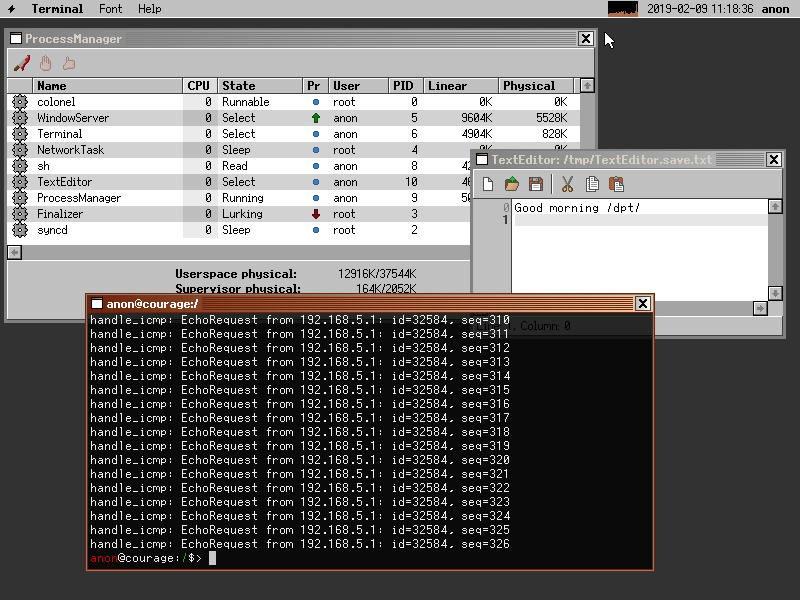 Terminal Font Help 2019-02-09 11:18:36 anon
ProcessManager
Name CPU State Pr User PID Linear Physical
colonel 0 Runnable root 0 0K 0K
WindowServer 0 Select anon 5 9604K 5528K
Terminal 0 Select anon 6 4904K 828K
NetworkTask 0 Sleep root 4
sh 0 Read anon 8
TextEditor 0 Select anon 10
ProcessManager 0 Running anon 9
Finalizer 0 Lurking root 3
syncd 0 Sleep root 2
Userspace physical: 12916K/37544K
Supervisor physical: 164K/2052K
TextEditor: /tmp/TextEditor.save.txt
0 Good morning /dpt/
1
Column: 0
anon@courage:/
handle_icmp: EchoRequest from 192.168.5.1: id=32584, seq=310
handle_icmp: EchoRequest from 192.168.5.1: id=32584, seq=311
handle_icmp: EchoRequest from 192.168.5.1: id=32584, seq=312
handle_icmp: EchoRequest from 192.168.5.1: id=32584, seq=313
handle_icmp: EchoRequest from 192.168.5.1: id=32584, seq=314
handle_icmp: EchoRequest from 192.168.5.1: id=32584, seq=315
handle_icmp: EchoRequest from 192.168.5.1: id=32584, seq=316
handle_icmp: EchoRequest from 192.168.5.1: id=32584, seq=317
handle_icmp: EchoRequest from 192.168.5.1: id=32584, seq=318
handle_icmp: EchoRequest from 192.168.5.1: id=32584, seq=319
handle_icmp: EchoRequest from 192.168.5.1: id=32584, seq=320
handle_icmp: EchoRequest from 192.168.5.1: id=32584, seq=321
handle_icmp: EchoRequest from 192.168.5.1: id=32584, seq=322
handle_icmp: EchoRequest from 192.168.5.1: id=32584, seq=323
handle_icmp: EchoRequest from 192.168.5.1: id=32584, seq=324
handle_icmp: EchoRequest from 192.168.5.1: id=32584, seq=325
handle_icmp: EchoRequest from 192.168.5.1: id=32584, seq=326
anon@courage:/$>